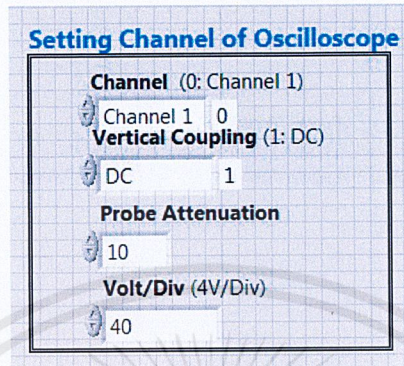 Setting Channel of Oscilloscope
Channel (0: Channel 1)
Channel 1 0
Vertical Coupling (1: DC)
DC 1
Probe Attenuation
10
Volt/Div (4V/Div)
40